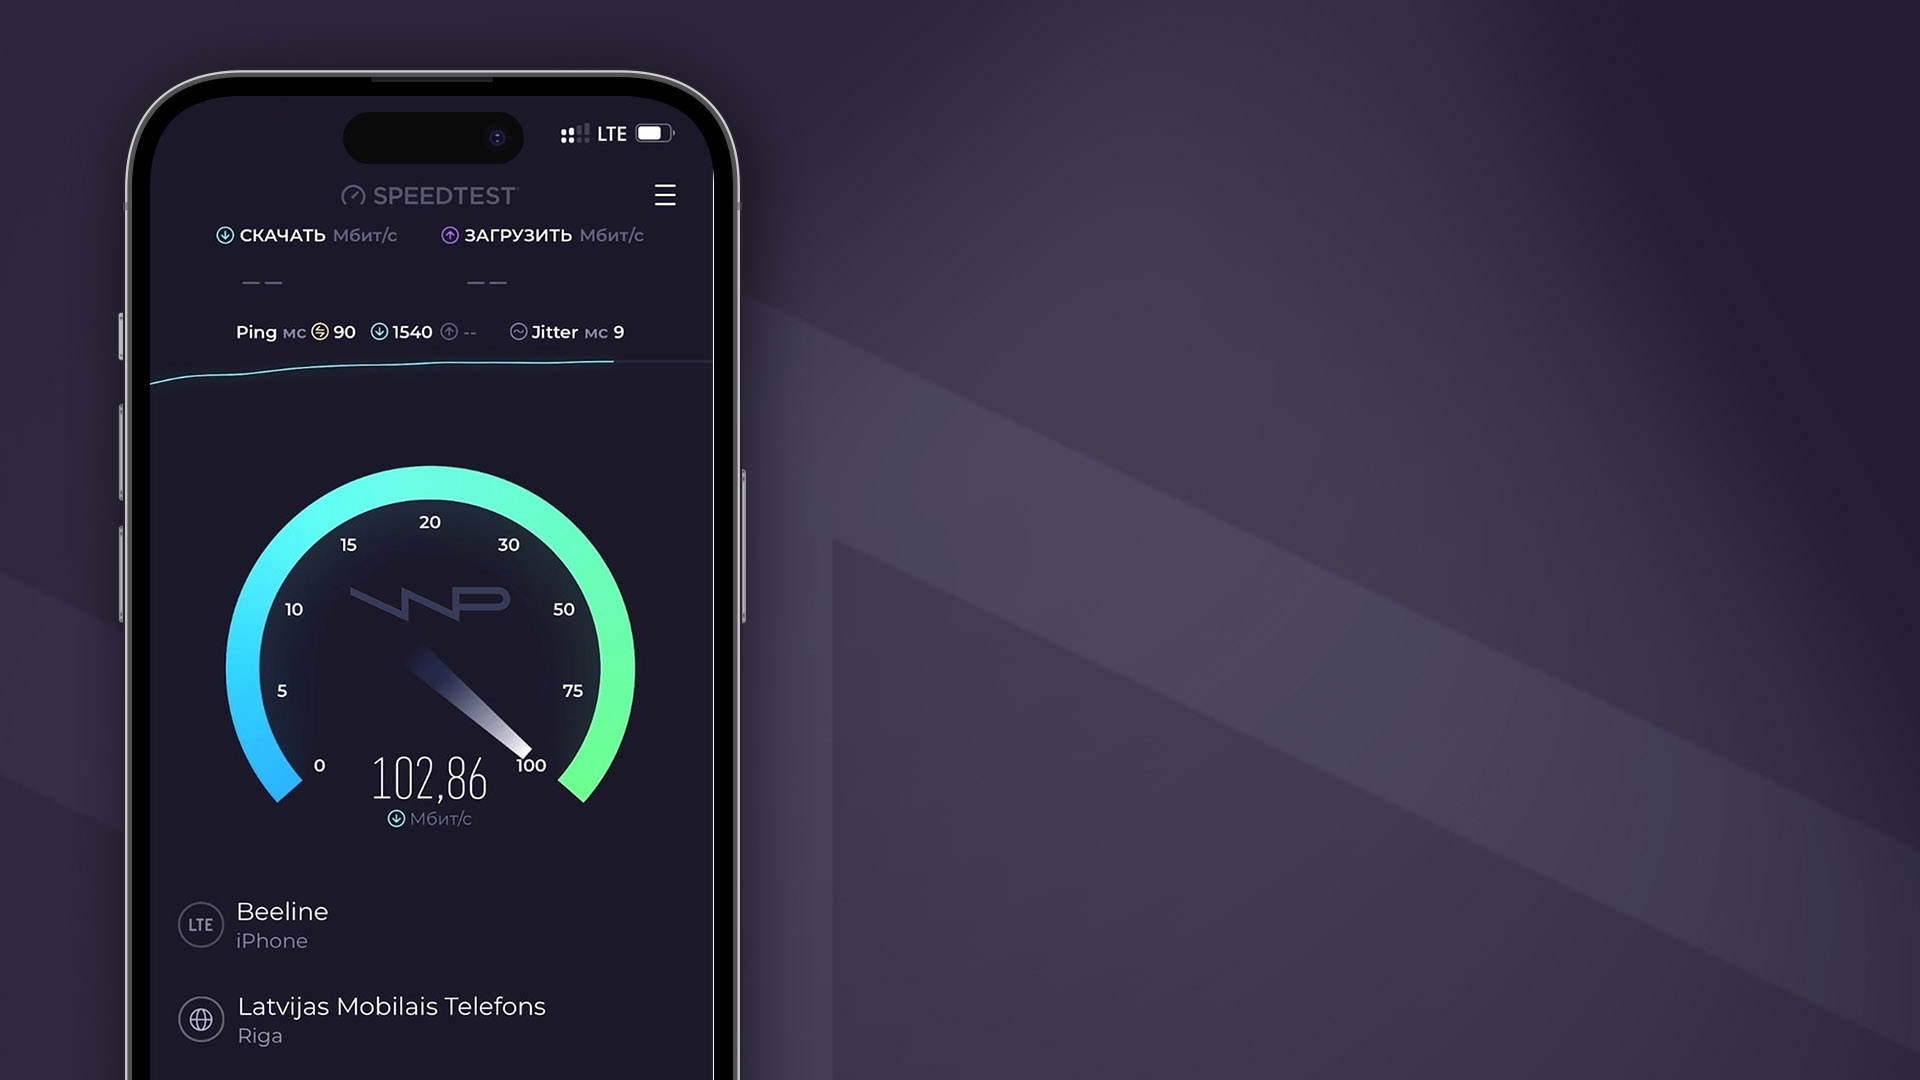 LTE
SPEEDTEST
СКАЧАТЬ Мбит/с ЗАГРУЗИТЬ Мбит/с
— — — —
Ping мс 90 1540 -- Jitter мс 9
20
15 30
VNP
10 50
5 75
0 100
102,86
Мбит/с
LTE Beeline
iPhone
Latvijas Mobilais Telefons
Riga